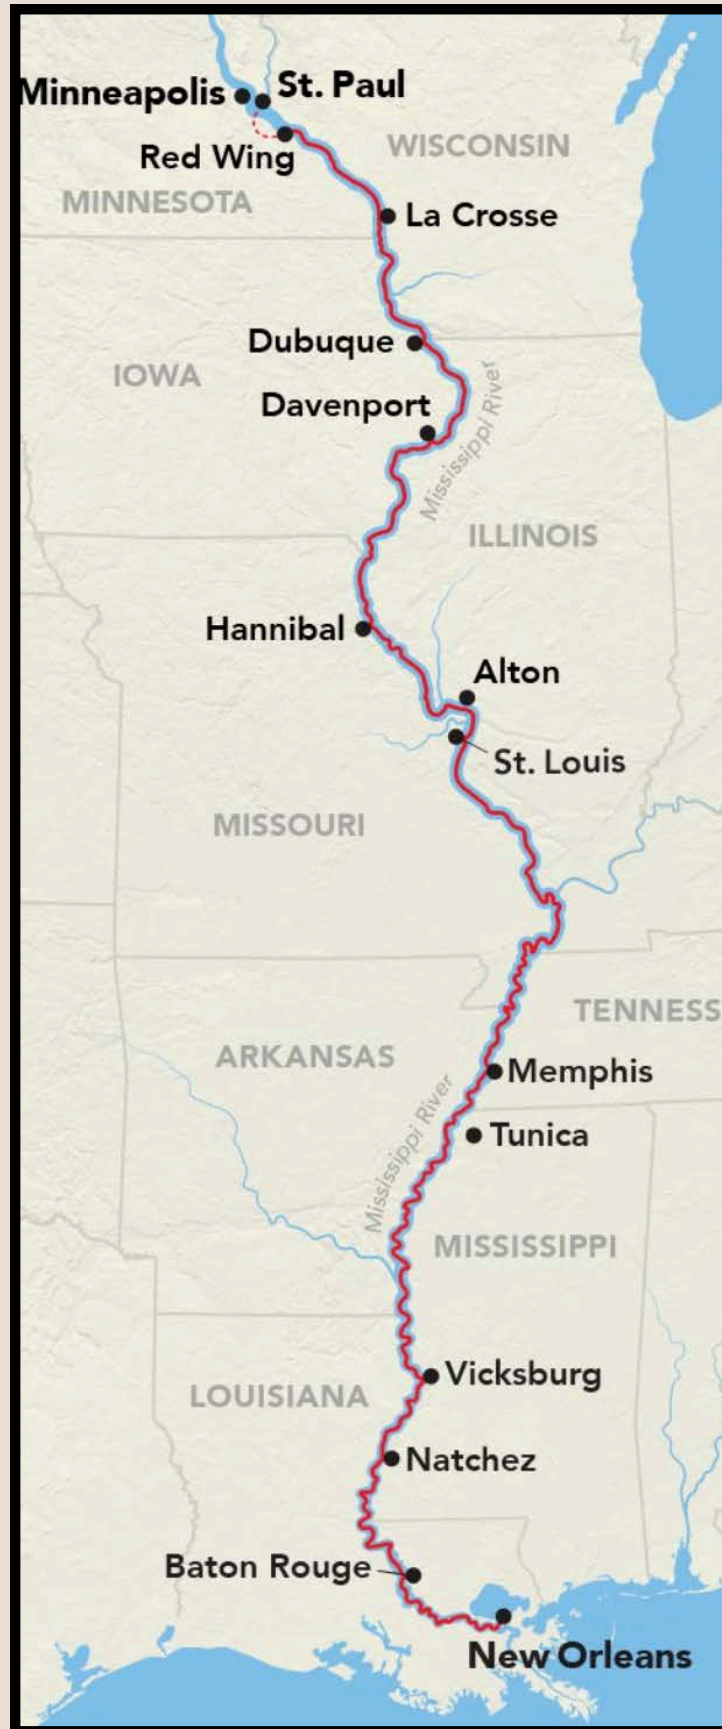 Minneapolis
St. Paul
Red Wing
WISCONSIN
MINNESOTA
La Crosse
Dubuque
IOWA
Davenport
Mississippi River
ILLINOIS
Hannibal
Alton
St. Louis
MISSOURI
TENNESS
ARKANSAS
Memphis
Mississippi River
Tunica
MISSISSIPPI
Vicksburg
LOUISIANA
Natchez
Baton Rouge
New Orleans